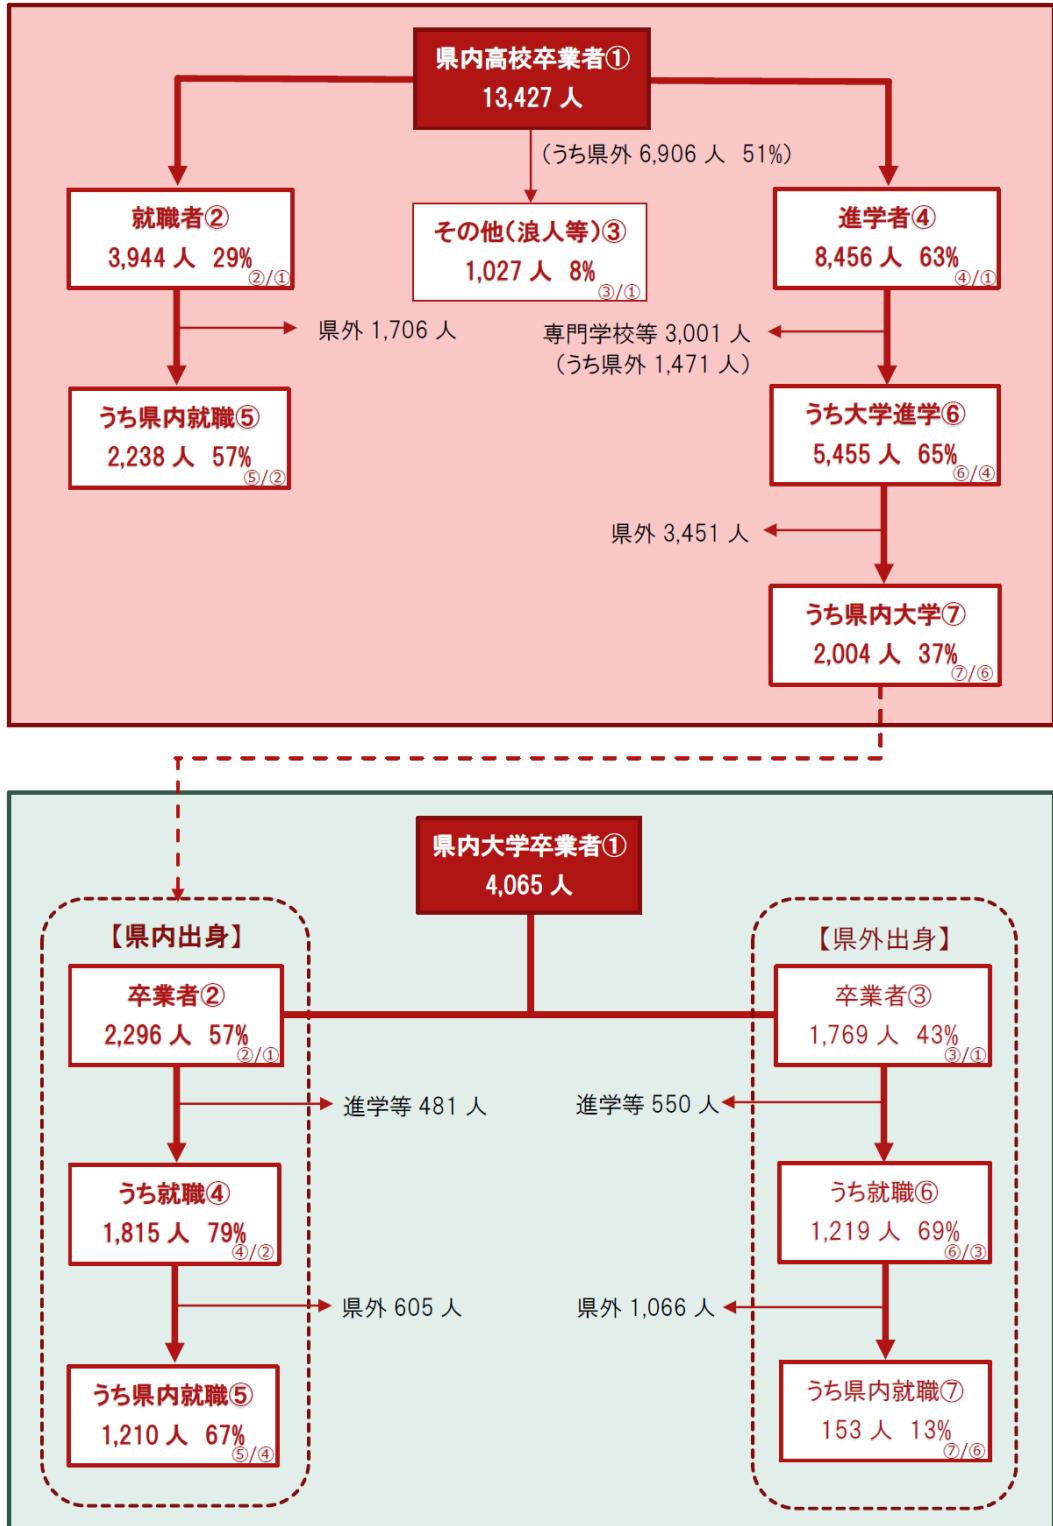 県内高校卒業者①
13,427 人
(うち県外 6,906 人 51%)
就職者②
3,944 人 29%
②/①
その他(浪人等)③
1,027 人 8%
③/①
進学者④
8,456 人 63%
④/①
県外 1,706 人
専門学校等 3,001 人
(うち県外 1,471 人)
うち県内就職⑤
2,238 人 57%
⑤/②
うち大学進学⑥
5,455 人 65%
⑥/④
県外 3,451 人
うち県内大学⑦
2,004 人 37%
⑦/⑥
県内大学卒業者①
4,065 人
【県内出身】
卒業者②
2,296 人 57%
②/①
【県外出身】
卒業者③
1,769 人 43%
③/①
進学等 481 人
進学等 550 人
うち就職④
1,815 人 79%
④/②
うち就職⑥
1,219 人 69%
⑥/③
県外 605 人
県外 1,066 人
うち県内就職⑤
1,210 人 67%
⑤/④
うち県内就職⑦
153 人 13%
⑦/⑥